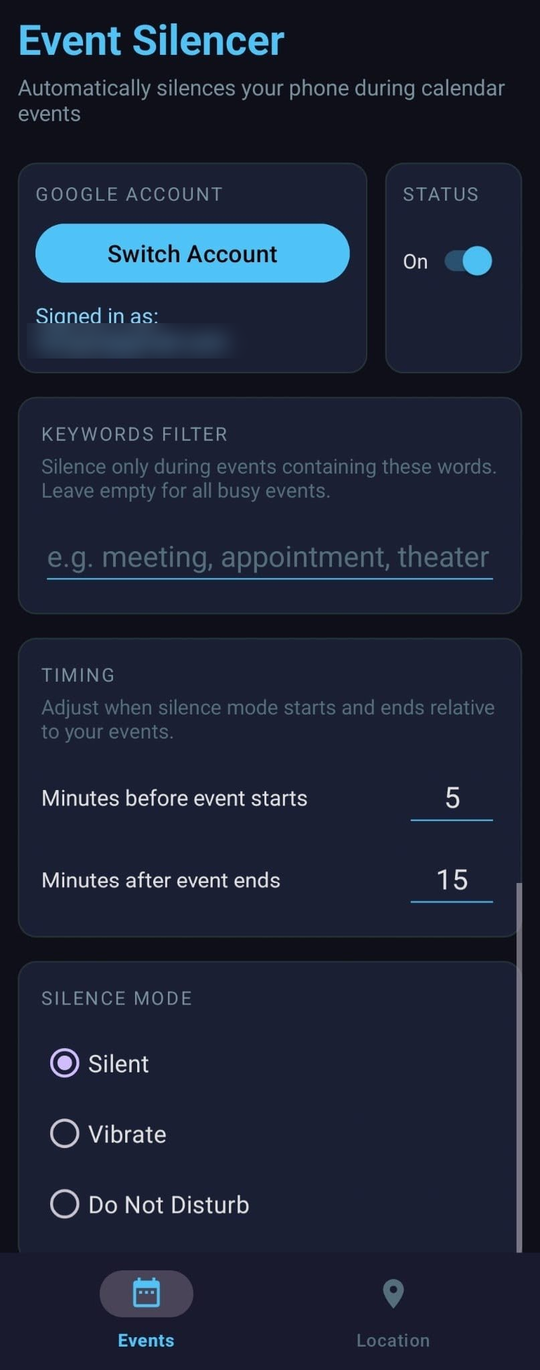 Event Silencer
Automatically silences your phone during calendar
events
GOOGLE ACCOUNT
Switch Account
Signed in as:
STATUS
On
KEYWORDS FILTER
Silence only during events containing these words.
Leave empty for all busy events.
e.g. meeting, appointment, theater
TIMING
Adjust when silence mode starts and ends relative
to your events.
Minutes before event starts
5
Minutes after event ends
15
SILENCE MODE
Silent
Vibrate
Do Not Disturb
Events
Location